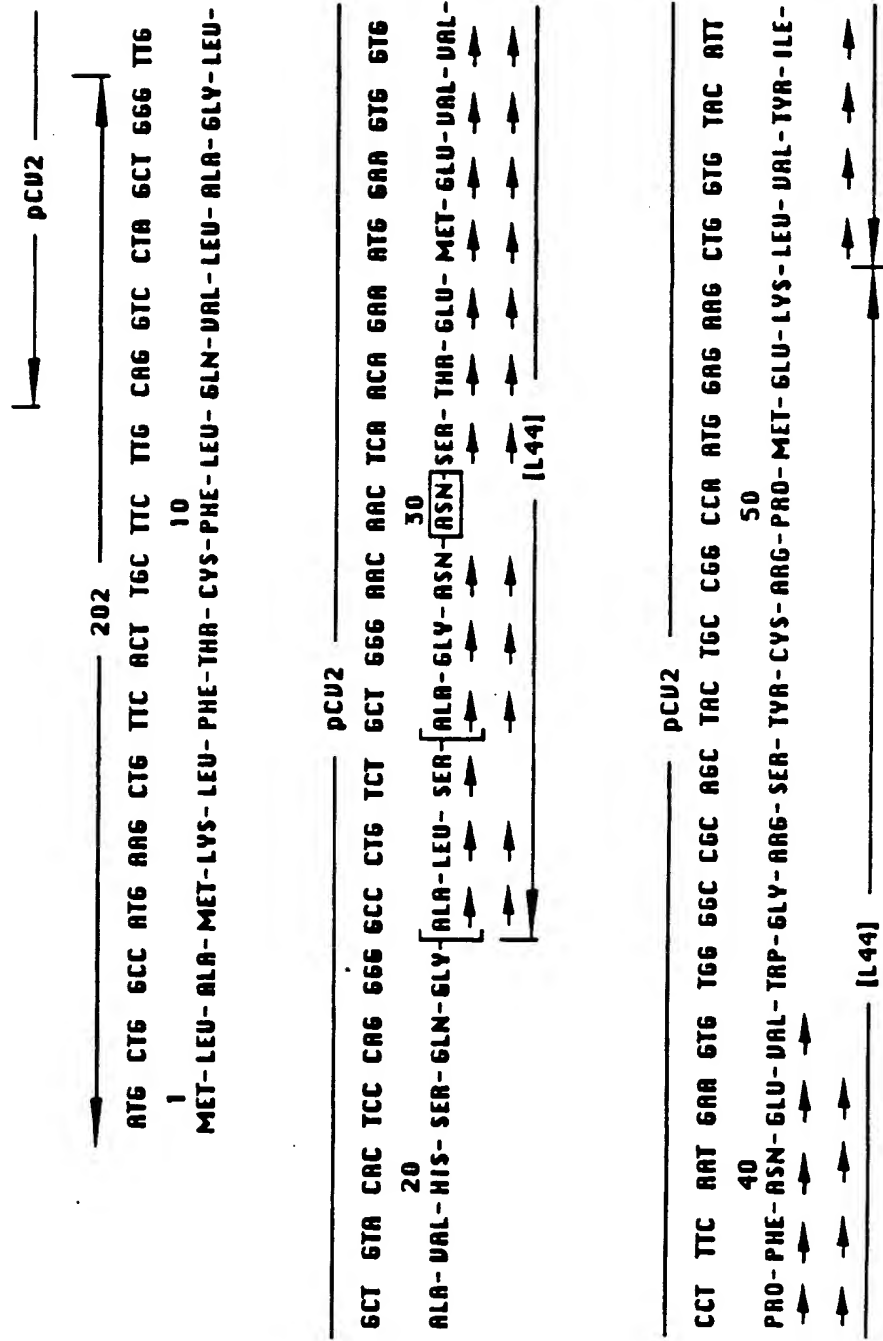 pCU2
202
ATG CTG GCC ATG AAG CTG TTC ACT TGC TTC TTG CAG GTC CTA GCT GGG TTG
1 10
MET-LEU-ALA-MET-LYS-LEU-PHE-THR-CYS-PHE-LEU-GLN-VAL-LEU-ALA-GLY-LEU-
pCU2
GCT GTA CAC TCC CAG GGG GCC CTG TCT GCT GGG AAC AAC TCA ACA GAA ATG GAA GTG GTG
20 30
ALA-VAL-HIS-SER-GLN-GLY-[ALA-LEU-SER-[ALA-GLY-ASN-ASN-SER-THR-GLU-MET-GLU-VAL-VAL-
[L44]
pCU2
CCT TTC AAT GAA GTG TGG GGC CGC AGC TAC TGC CGG CCA ATG GAG AAG CTG GTG TAC ATT
40 50
PRO-PHE-ASN-GLU-VAL-TRP-GLY-ARG-SER-TYR-CYS-ARG-PRO-MET-GLU-LYS-LEU-VAL-TYR-ILE-
[L44]